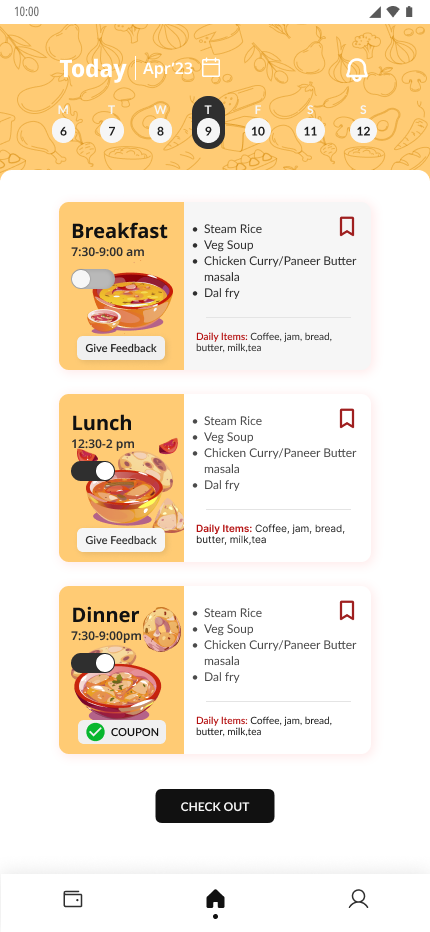 10:00
Today Apr'23
M T W T F S S
6 7 8 9 10 11 12
Breakfast
7:30-9:00 am
Give Feedback
• Steam Rice
• Veg Soup
• Chicken Curry/Paneer Butter
masala
• Dal fry
Daily Items: Coffee, jam, bread,
butter, milk,tea
Lunch
12:30-2 pm
Give Feedback
• Steam Rice
• Veg Soup
• Chicken Curry/Paneer Butter
masala
• Dal fry
Daily Items: Coffee, jam, bread,
butter, milk,tea
Dinner
7:30-9:00pm
COUPON
• Steam Rice
• Veg Soup
• Chicken Curry/Paneer Butter
masala
• Dal fry
Daily Items: Coffee, jam, bread,
butter, milk,tea
CHECK OUT